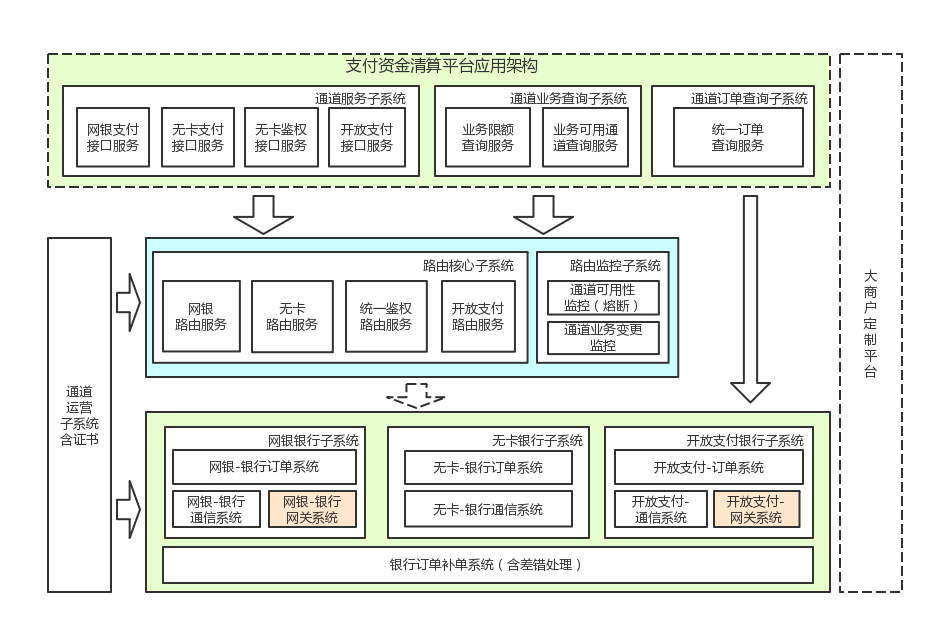 支付资金清算平台应用架构
通道服务子系统
网银支付
接口服务
无卡支付
接口服务
无卡鉴权
接口服务
开放支付
接口服务
通道业务查询子系统
业务限额
查询服务
业务可用通
道查询服务
通道订单查询子系统
统一订单
查询服务
路由核心子系统
网银
路由服务
无卡
路由服务
统一鉴权
路由服务
开放支付
路由服务
路由监控子系统
通道可用性
监控（熔断）
通道业务变更
监控
通道
运营
子系统
含证书
网银银行子系统
网银-银行订单系统
网银-银行
通信系统
网银-银行
网关系统
无卡银行子系统
无卡-银行订单系统
无卡-银行通信系统
开放支付银行子系统
开放支付-订单系统
开放支付-
通信系统
开放支付-
网关系统
银行订单补单系统（含差错处理）
大
商
户
定
制
平
台